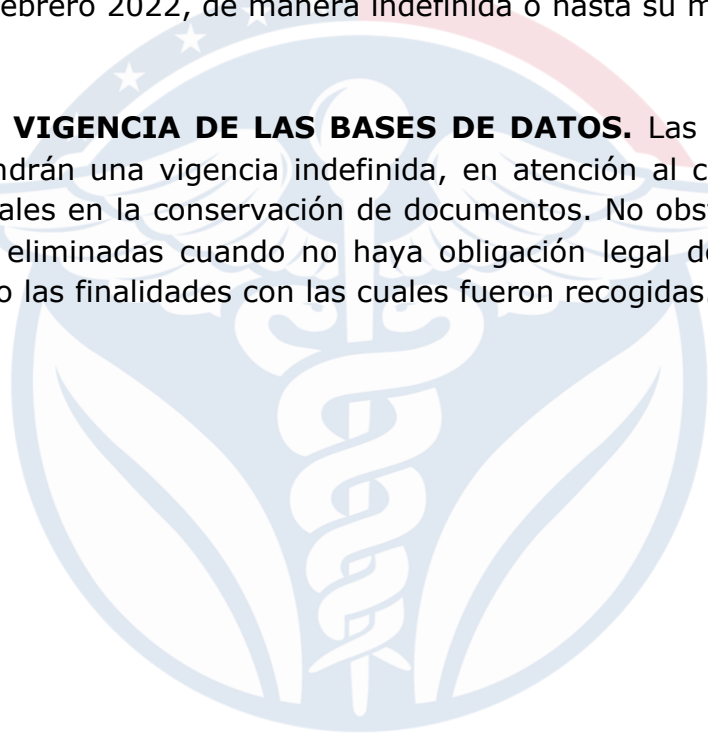 ebrero 2022, de manera indefinida o hasta su m
VIGENCIA DE LAS BASES DE DATOS. Las
ndrán una vigencia indefinida, en atención al c
ales en la conservación de documentos. No obst
eliminadas cuando no haya obligación legal d
o las finalidades con las cuales fueron recogidas.